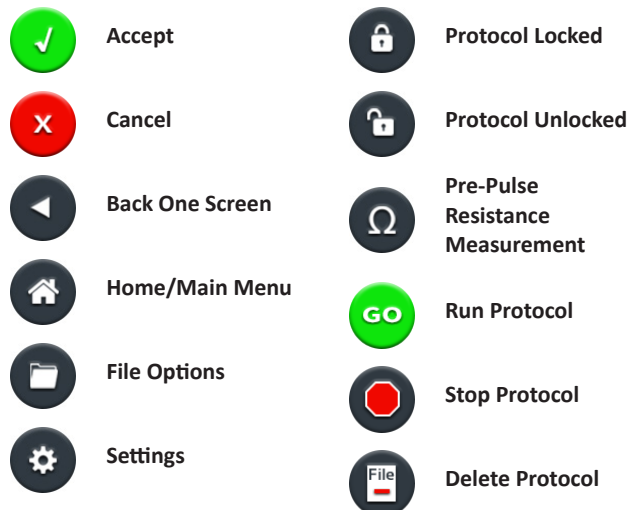 √
Accept
X
Cancel
Back One Screen
Home/Main Menu
File Options
Settings
Protocol Locked
Protocol Unlocked
Ω
Pre-Pulse
Resistance
Measurement
GO
Run Protocol
Stop Protocol
File
Delete Protocol